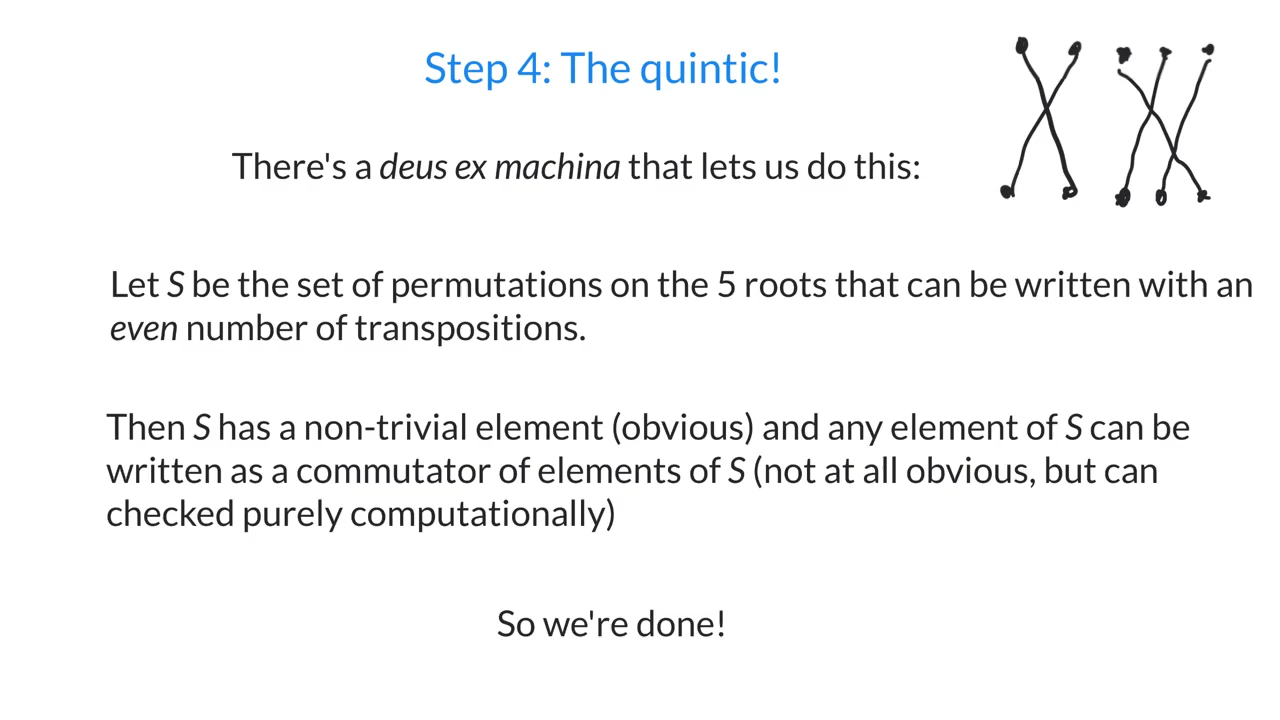 Step 4: The quintic!
There's a deus ex machina that lets us do this:
Let S be the set of permutations on the 5 roots that can be written with an
even number of transpositions.
Then S has a non-trivial element (obvious) and any element of S can be
written as a commutator of elements of S (not at all obvious, but can
checked purely computationally)
So we're done!